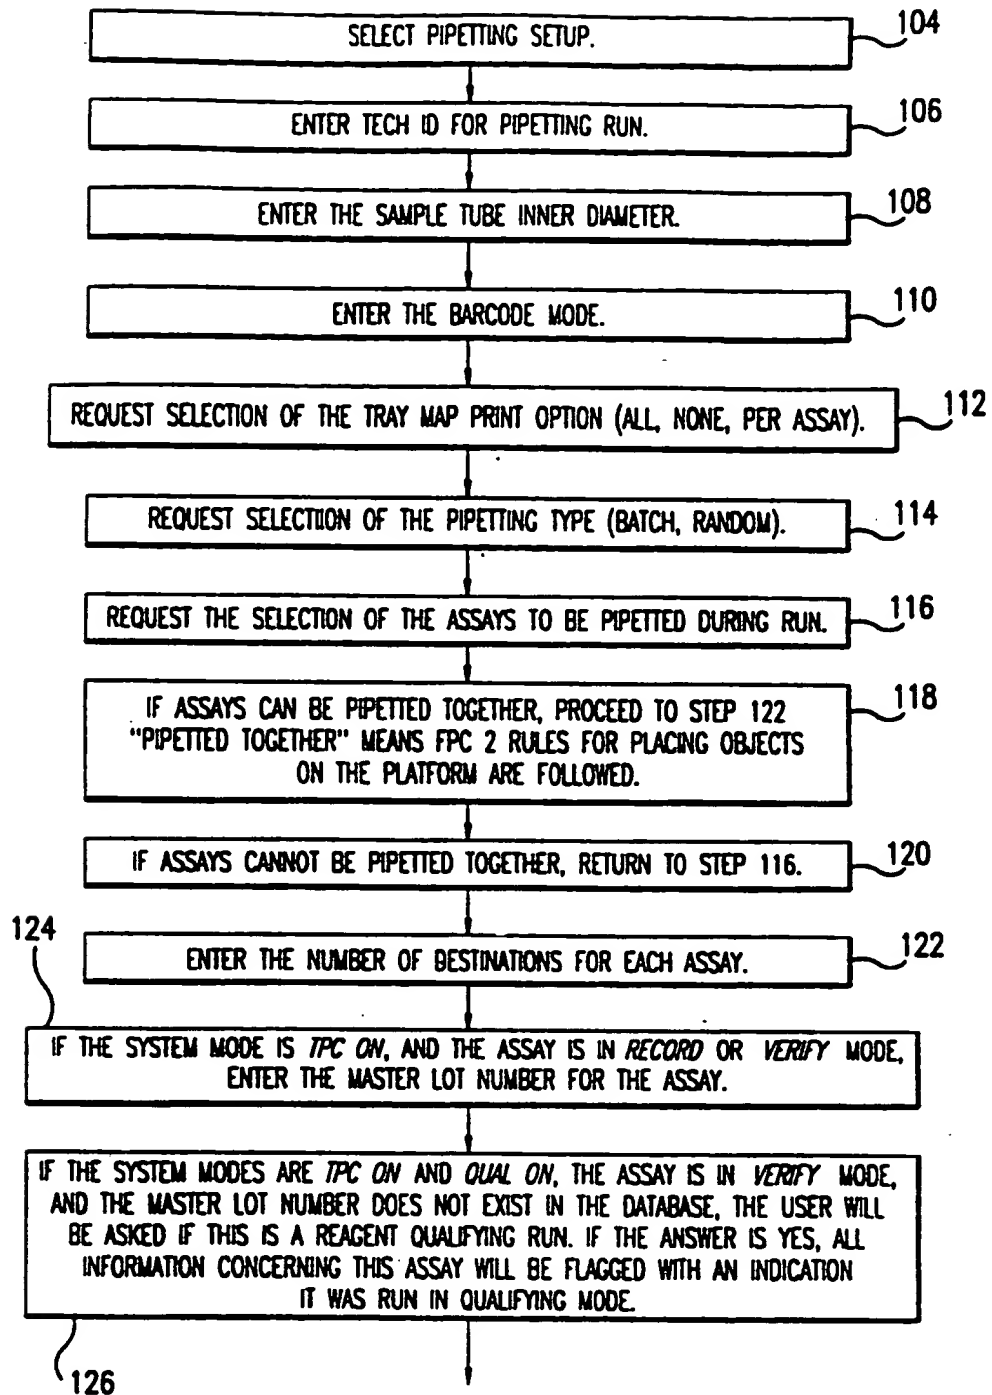 SELECT PIPETTING SETUP.
104
ENTER TECH ID FOR PIPETTING RUN.
106
ENTER THE SAMPLE TUBE INNER DIAMETER.
108
ENTER THE BARCODE MODE.
110
REQUEST SELECTION OF THE TRAY MAP PRINT OPTION (ALL, NONE, PER ASSAY).
112
REQUEST SELECTION OF THE PIPETTING TYPE (BATCH, RANDOM).
114
REQUEST THE SELECTION OF THE ASSAYS TO BE PIPETTED DURING RUN.
116
IF ASSAYS CAN BE PIPETTED TOGETHER, PROCEED TO STEP 122
"PIPETTED TOGETHER" MEANS FPC 2 RULES FOR PLACING OBJECTS
ON THE PLATFORM ARE FOLLOWED.
118
IF ASSAYS CANNOT BE PIPETTED TOGETHER, RETURN TO STEP 116.
120
ENTER THE NUMBER OF DESTINATIONS FOR EACH ASSAY.
122
124
IF THE SYSTEM MODE IS TPC ON, AND THE ASSAY IS IN RECORD OR VERIFY MODE,
ENTER THE MASTER LOT NUMBER FOR THE ASSAY.
IF THE SYSTEM MODES ARE TPC ON AND QUAL ON, THE ASSAY IS IN VERIFY MODE,
AND THE MASTER LOT NUMBER DOES NOT EXIST IN THE DATABASE, THE USER WILL
BE ASKED IF THIS IS A REAGENT QUALIFYING RUN. IF THE ANSWER IS YES, ALL
INFORMATION CONCERNING THIS ASSAY WILL BE FLAGGED WITH AN INDICATION
IT WAS RUN IN QUALIFYING MODE.
126